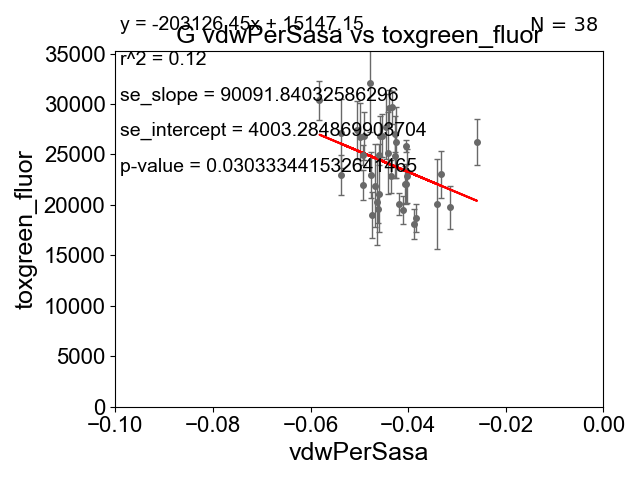 y = -203126.45x + 15147.15
N = 38
G vdwPerSasa vs toxgreen_fluor
r^2 = 0.12
se_slope = 90091.84032586296
se_intercept = 4003.284869903704
p-value = 0.030333441532641465
toxgreen_fluor
35000
30000
25000
20000
15000
10000
5000
0
−0.10
−0.08
−0.06
−0.04
−0.02
0.00
vdwPerSasa